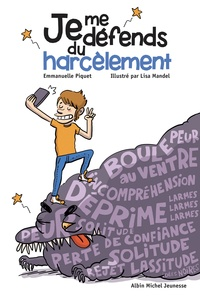 Je me
défends
du
harcèlement
Emmanuelle Piquet Illustré par Lisa Mandel
BOULE PEUR
AU VENTRE
INCOMPRÉHENSION
LARMES
DÉPRIME LARMES
LARMES
PEUR
PERTE DE CONFIANCE
SOLITUDE
LASSITUDE
Albin Michel Jeunesse